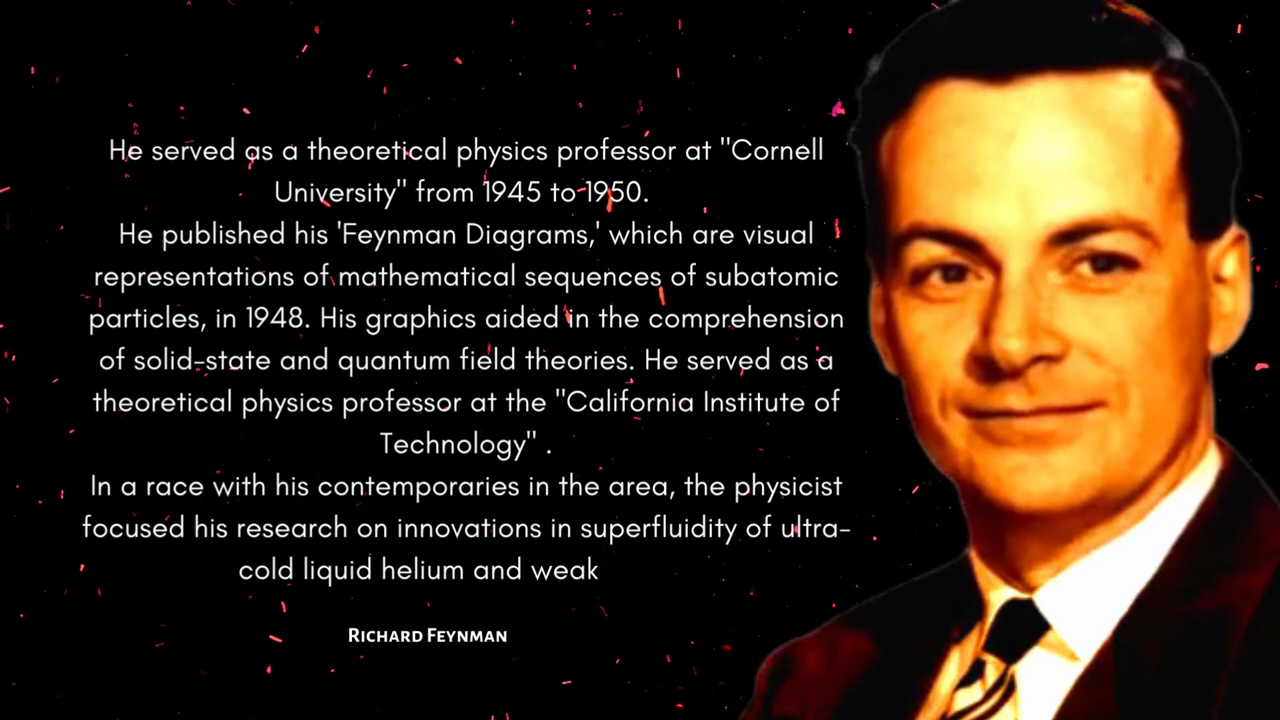 He served as a theoretical physics professor at "Cornell
University" from 1945 to 1950.
He published his 'Feynman Diagrams,' which are visual
representations of mathematical sequences of subatomic
particles, in 1948. His graphics aided in the comprehension
of solid-state and quantum field theories. He served as a
theoretical physics professor at the "California Institute of
Technology" .
In a race with his contemporaries in the area, the physicist
focused his research on innovations in superfluidity of ultra-
cold liquid helium and weak
Richard Feynman